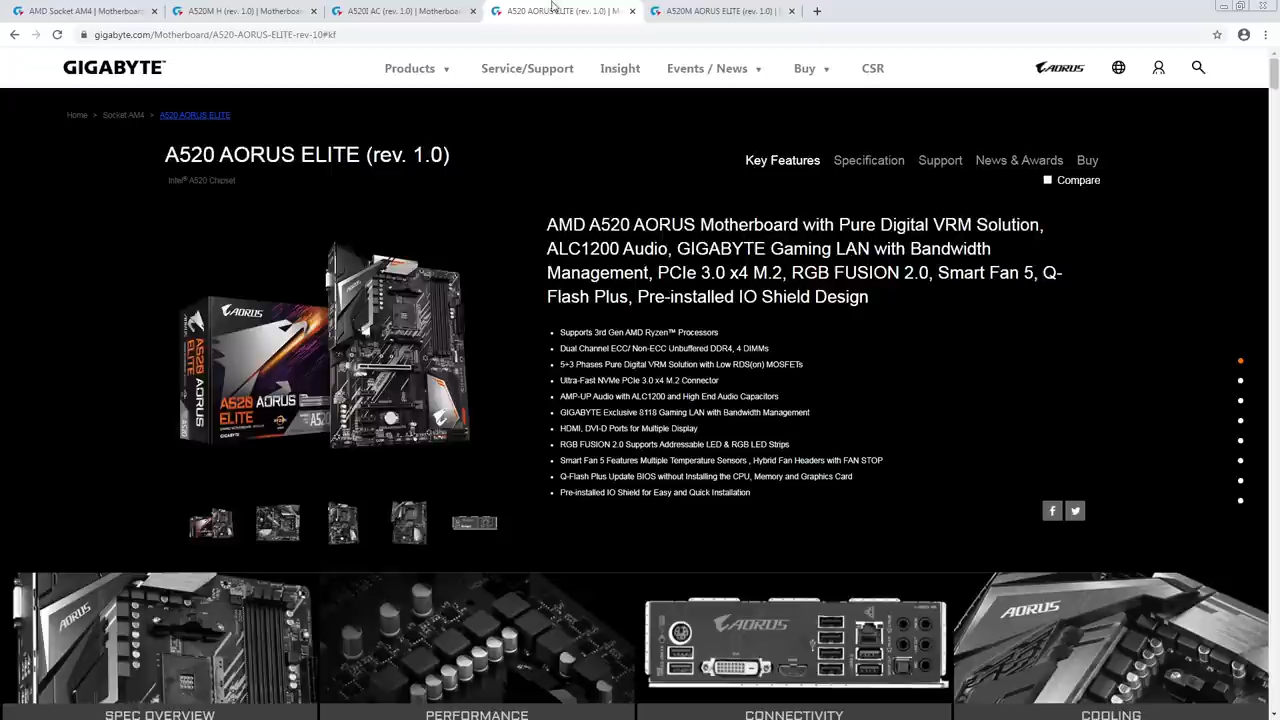 AMD Socket AM4 | Motherboard
A520M H (rev. 1.0) | Motherboa
A520I AC (rev. 1.0) | Motherboa
A520 AORUS ELITE (rev. 1.0) | M
A520M AORUS ELITE (rev. 1.0) |
gigabyte.com/Motherboard/A520-AORUS-ELITE-rev-10#kf
GIGABYTE™
Products
Service/Support
Insight
Events / News
Buy
CSR
AORUS
Home > Socket AM4 > A520 AORUS ELITE
A520 AORUS ELITE (rev. 1.0)
Intel® A520 Chipset
Key Features
Specification
Support
News & Awards
Buy
Compare
AMD A520 AORUS Motherboard with Pure Digital VRM Solution,
ALC1200 Audio, GIGABYTE Gaming LAN with Bandwidth
Management, PCIe 3.0 x4 M.2, RGB FUSION 2.0, Smart Fan 5, Q-
Flash Plus, Pre-installed IO Shield Design
Supports 3rd Gen AMD Ryzen™ Processors
Dual Channel ECC/ Non-ECC Unbuffered DDR4, 4 DIMMs
5+3 Phases Pure Digital VRM Solution with Low RDS(on) MOSFETs
Ultra-Fast NVMe PCIe 3.0 x4 M.2 Connector
AMP-UP Audio with ALC1200 and High End Audio Capacitors
GIGABYTE Exclusive 8118 Gaming LAN with Bandwidth Management
HDMI, DVI-D Ports for Multiple Display
RGB FUSION 2.0 Supports Addressable LED & RGB LED Strips
Smart Fan 5 Features Multiple Temperature Sensors , Hybrid Fan Headers with FAN STOP
Q-Flash Plus Update BIOS without Installing the CPU, Memory and Graphics Card
Pre-installed IO Shield for Easy and Quick Installation
AORUS
A520 AORUS
ELITE
A520 AORUS
ELITE
GIGABYTE
A520
AORUS
AORUS
AORUS
SPEC OVERVIEW
PERFORMANCE
CONNECTIVITY
COOLING